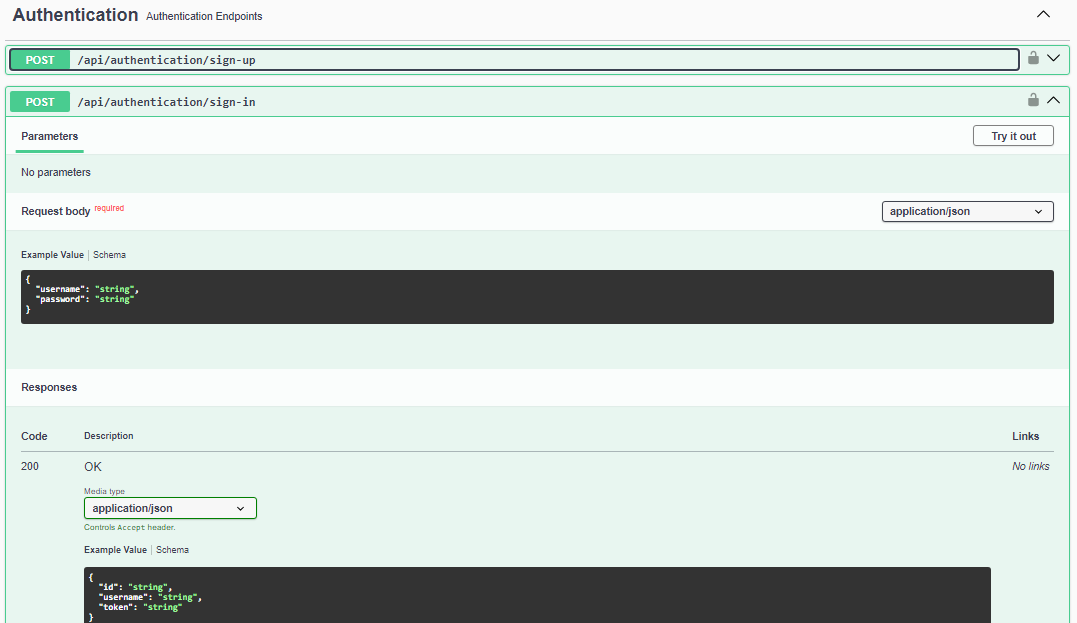 Authentication Authentication Endpoints
POST /api/authentication/sign-up
POST /api/authentication/sign-in
Parameters
Try it out
No parameters
Request body required
application/json
Example Value | Schema
{
"username": "string",
"password": "string"
}
Responses
Code Description Links
200 OK No links
Media type
application/json
Controls Accept header.
Example Value | Schema
{
"id": "string",
"username": "string",
"token": "string"
}